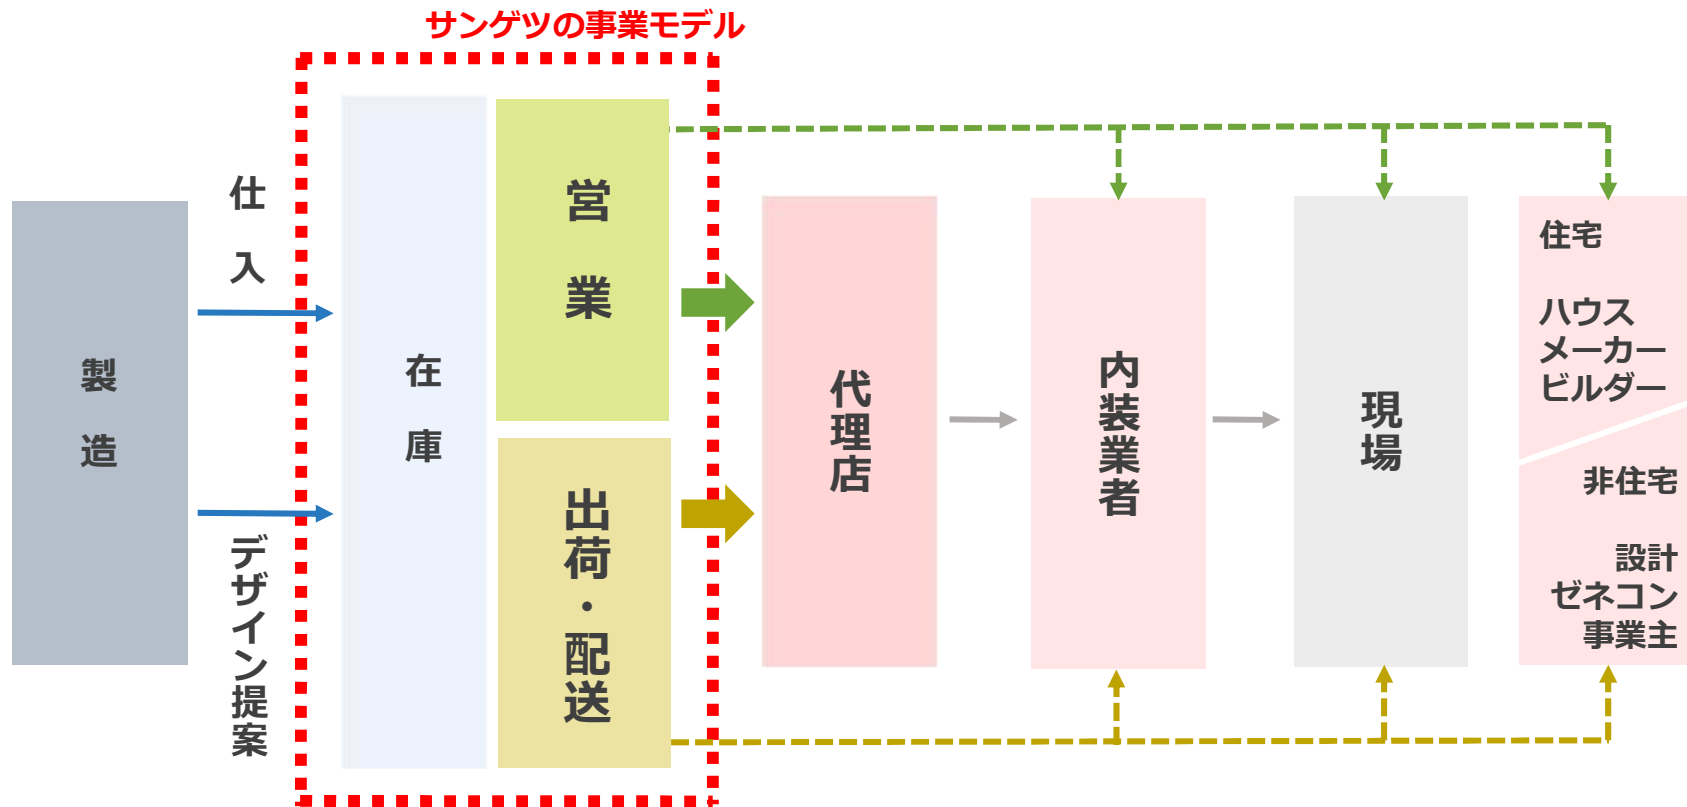 サンゲツの事業モデル
製造
仕入
デザイン提案
在庫
営業
出荷・配送
代理店
内装業者
現場
住宅
ハウス
メーカー
ビルダー
非住宅
設計
ゼネコン
事業主